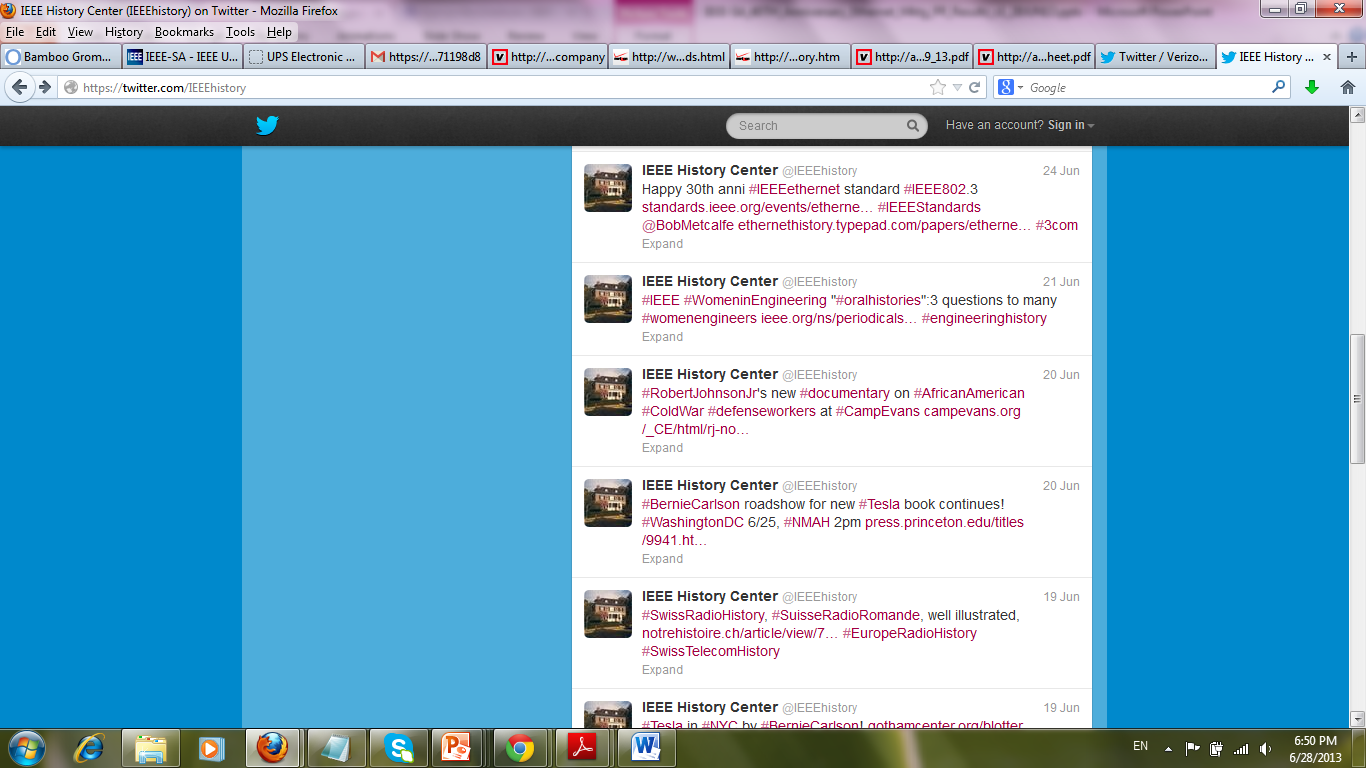 IEEE History Center (IEEEhistory) on Twitter - Mozilla Firefox
File Edit View History Bookmarks Tools Help
Bamboo Grom... IEEE-SA - IEEE U... UPS Electronic ... https:/...71198d8 http://...company http://w...ds.html http://...ory.htm http://a...9_13.pdf http://a...heet.pdf Twitter / Verizo... IEEE History ...
https://twitter.com/IEEEhistory Google
Search Have an account? Sign in
IEEE History Center @IEEEhistory 24 Jun
Happy 30th anni #IEEEethernet standard #IEEE802.3
standards.ieee.org/events/etherne… #IEEEStandards
@BobMetcalfe ethernethistory.typepad.com/papers/etherne… #3com
Expand
IEEE History Center @IEEEhistory 21 Jun
#IEEE #WomeninEngineering "#oralhistories":3 questions to many
#womenengineers ieee.org/ns/periodicals… #engineeringhistory
Expand
IEEE History Center @IEEEhistory 20 Jun
#RobertJohnsonJr's new #documentary on #AfricanAmerican
#ColdWar #defenseworkers at #CampEvans campevans.org
/_CE/html/rj-no…
Expand
IEEE History Center @IEEEhistory 20 Jun
#BernieCarlson roadshow for new #Tesla book continues!
#WashingtonDC 6/25, #NMAH 2pm press.princeton.edu/titles
/9941.ht…
Expand
IEEE History Center @IEEEhistory 19 Jun
#SwissRadioHistory, #SuisseRadioRomande, well illustrated,
notrehistoire.ch/article/view/7… #EuropeRadioHistory
#SwissTelecomHistory
Expand
IEEE History Center @IEEEhistory 19 Jun
#Tesla in #NYC by #BernieCarlson! gothamcenter.org/blotter
EN 6:50 PM
6/28/2013